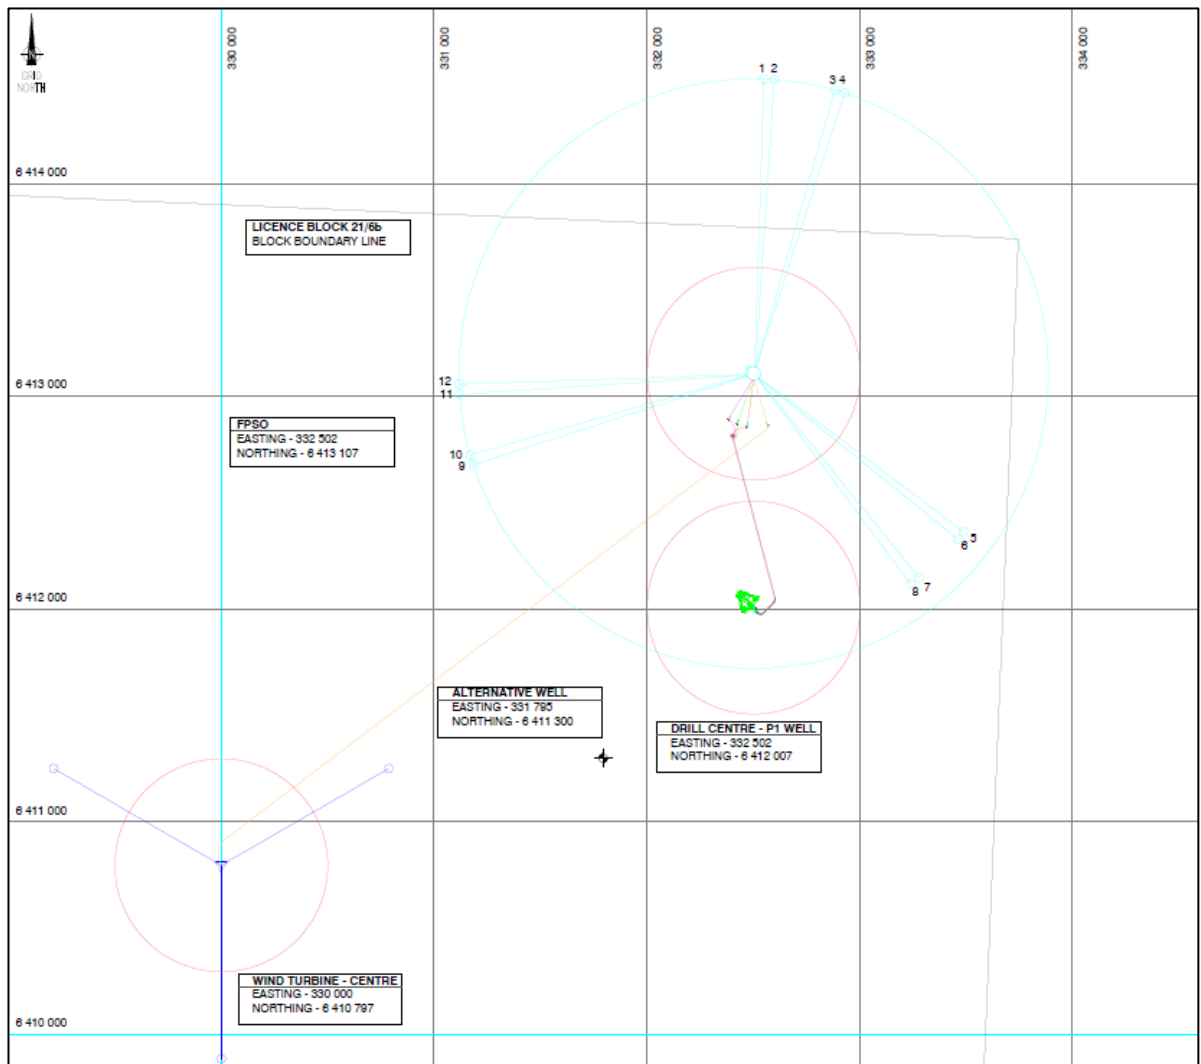 GRID
NORTH
330 000
331 000
332 000
333 000
334 000
1 2
3 4
6 414 000
LICENCE BLOCK 21/6b
BLOCK BOUNDARY LINE
6 413 000
12
11
FPSO
EASTING - 332 502
NORTHING - 6 413 107
10
9
5
6
7
8
6 412 000
ALTERNATIVE WELL
EASTING - 331 795
NORTHING - 6 411 300
DRILL CENTRE - P1 WELL
EASTING - 332 502
NORTHING - 6 412 007
6 411 000
WIND TURBINE - CENTRE
EASTING - 330 000
NORTHING - 6 410 797
6 410 000